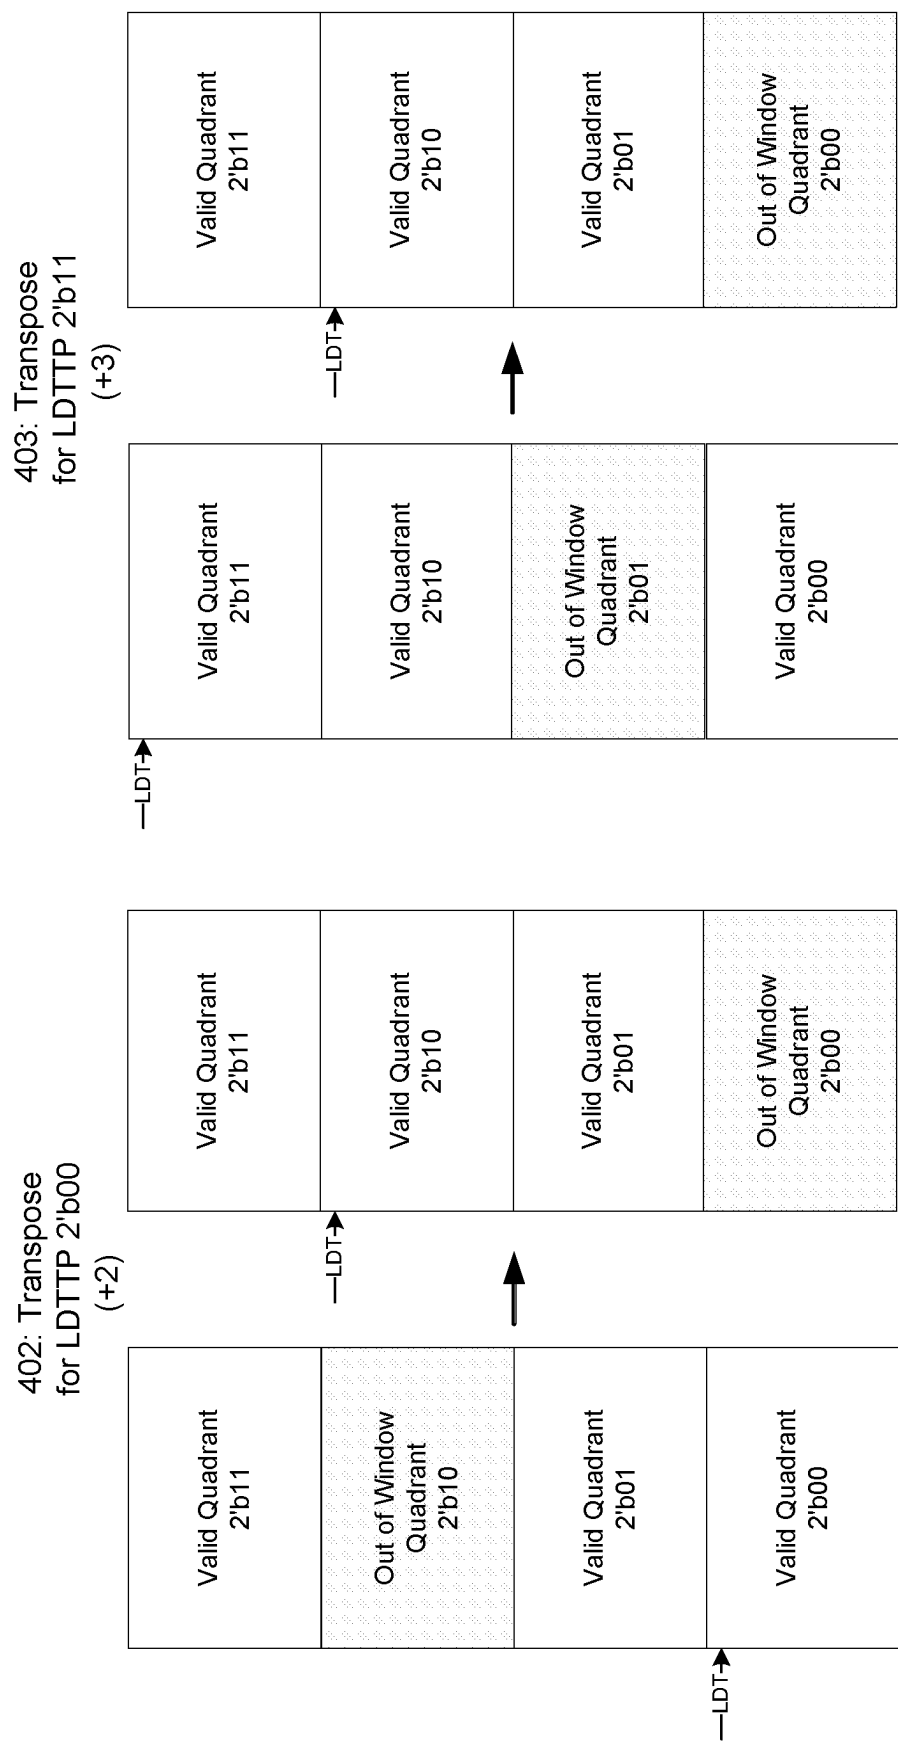 402: Transpose
for LDTTP 2'b00
(+2)
Valid Quadrant
2'b11
Out of Window
Quadrant
2'b10
Valid Quadrant
2'b01
LDT
Valid Quadrant
2'b00
Valid Quadrant
2'b11
LDT
Valid Quadrant
2'b10
Valid Quadrant
2'b01
Out of Window
Quadrant
2'b00
403: Transpose
for LDTTP 2'b11
(+3)
LDT
Valid Quadrant
2'b11
Valid Quadrant
2'b10
Out of Window
Quadrant
2'b01
Valid Quadrant
2'b00
Valid Quadrant
2'b11
LDT
Valid Quadrant
2'b10
Valid Quadrant
2'b01
Out of Window
Quadrant
2'b00